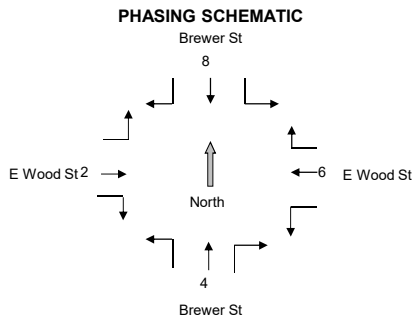 PHASING SCHEMATIC
Brewer St
8
E Wood St 2
6 E Wood St
North
4
Brewer St